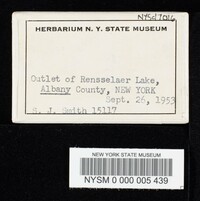 HERBARIUM N. Y. STATE MUSEUM
Outlet of Rensselaer Lake,
Albany County, NEW YORK
Sept. 26, 1953
S. J. Smith 15117
NEW YORK STATE MUSEUM
NYSM 0 000 005 439